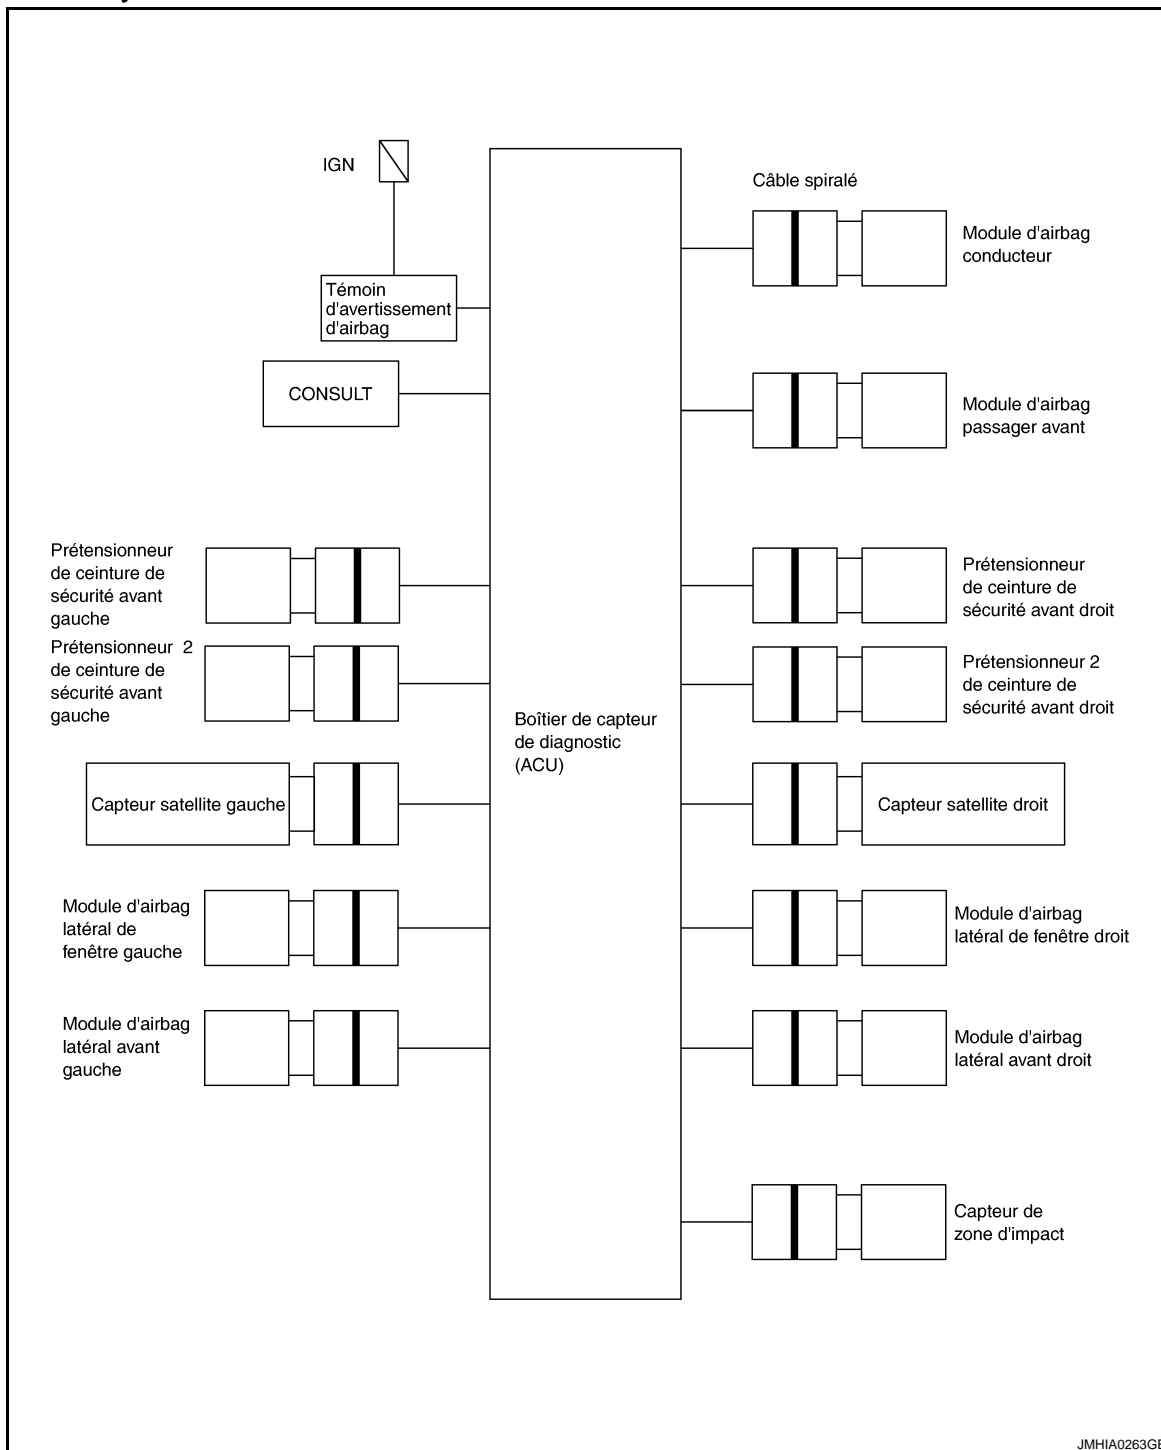 IGN
Câble spiralé
Module d'airbag
conducteur
Témoin
d'avertissement
d'airbag
CONSULT
Module d'airbag
passager avant
Prétensionneur
de ceinture de
sécurité avant
gauche
Prétensionneur
de ceinture de
sécurité avant droit
Prétensionneur 2
de ceinture de
sécurité avant
gauche
Prétensionneur 2
de ceinture de
sécurité avant droit
Boîtier de capteur
de diagnostic
(ACU)
Capteur satellite gauche
Capteur satellite droit
Module d'airbag
latéral de
fenêtre gauche
Module d'airbag
latéral de fenêtre droit
Module d'airbag
latéral avant
gauche
Module d'airbag
latéral avant droit
Capteur de
zone d'impact